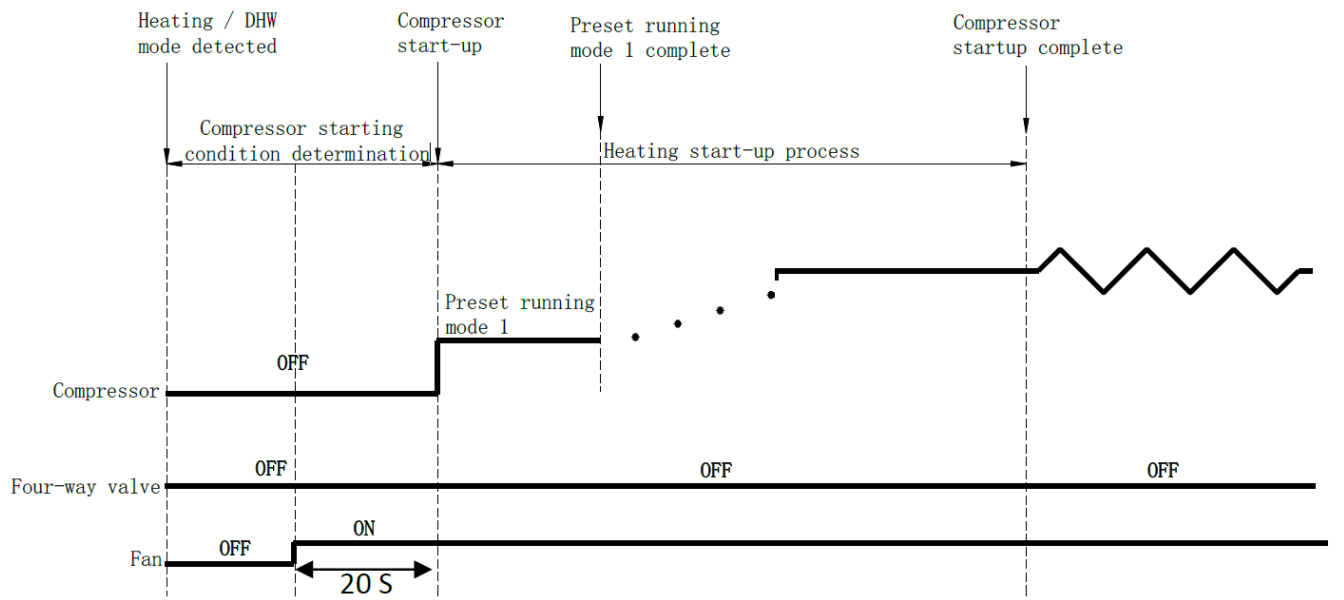 Heating / DHW
mode detected
Compressor
start-up
Preset running
mode 1 complete
Compressor
startup complete
Compressor starting
condition determination
Heating start-up process
Preset running
mode 1
OFF
Compressor
OFF
OFF
OFF
Four-way valve
ON
OFF
Fan
20 S